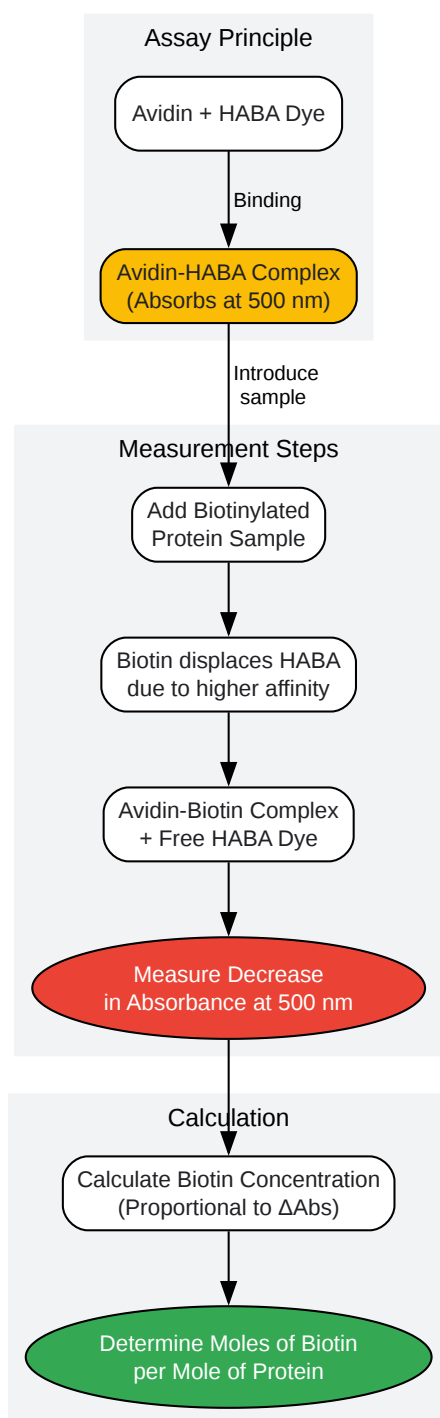 Assay Principle
Avidin + HABA Dye
Binding
Avidin-HABA Complex
(Absorbs at 500 nm)
Introduce
sample
Measurement Steps
Add Biotinylated
Protein Sample
Biotin displaces HABA
due to higher affinity
Avidin-Biotin Complex
+ Free HABA Dye
Measure Decrease
in Absorbance at 500 nm
Calculation
Calculate Biotin Concentration
(Proportional to ΔAbs)
Determine Moles of Biotin
per Mole of Protein